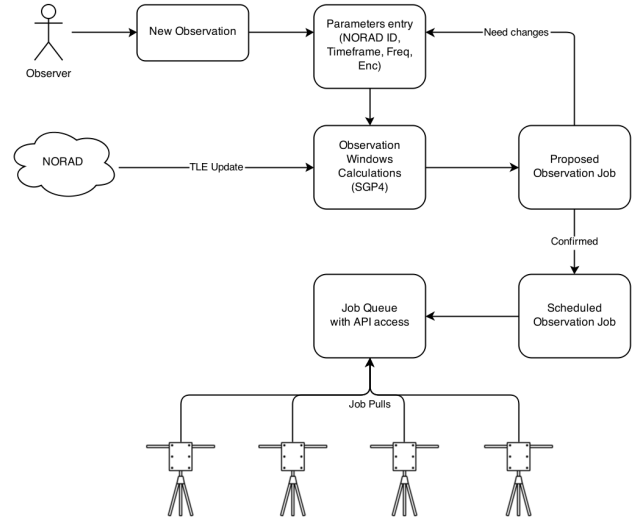 New Observation
Parameters entry
(NORAD ID,
Timeframe, Freq,
Enc)
Need changes
Observer
NORAD
TLE Update
Observation
Windows
Calculations
(SGP4)
Proposed
Observation Job
Confirmed
Job Queue
with API access
Scheduled
Observation Job
Job Pulls